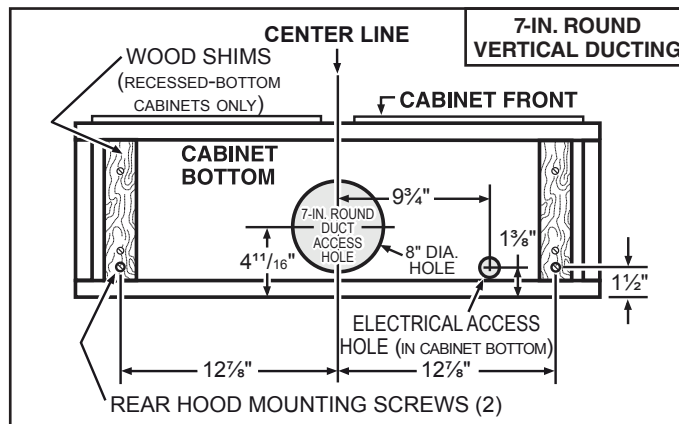 7-IN. ROUND
VERTICAL DUCTING
CENTER LINE
WOOD SHIMS
(RECESSED-BOTTOM
CABINETS ONLY)
CABINET FRONT
CABINET
BOTTOM
9¾"
7-IN. ROUND
DUCT
ACCESS
HOLE
1⅜"
4¹¹/₁₆"
8" DIA.
HOLE
1½"
ELECTRICAL ACCESS
HOLE (IN CABINET BOTTOM)
12⅞"
12⅞"
REAR HOOD MOUNTING SCREWS (2)